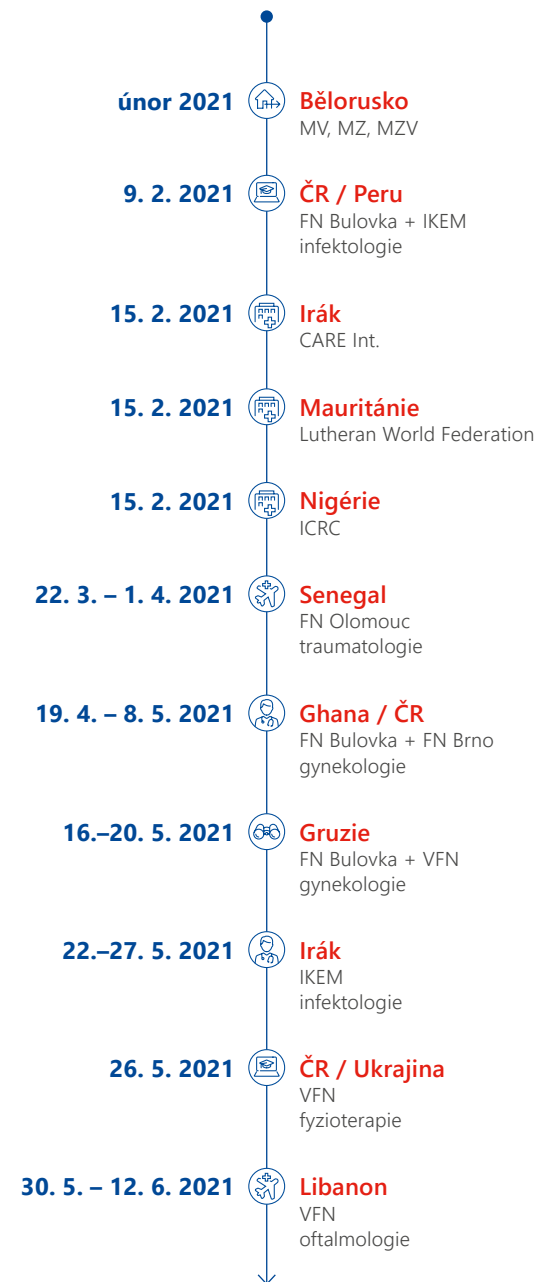 únor 2021
Bělorusko
MV, MZ, MZV
9. 2. 2021
ČR / Peru
FN Bulovka + IKEM
infektologie
15. 2. 2021
Irák
CARE Int.
15. 2. 2021
Mauritánie
Lutheran World Federation
15. 2. 2021
Nigérie
ICRC
22. 3. – 1. 4. 2021
Senegal
FN Olomouc
traumatologie
19. 4. – 8. 5. 2021
Ghana / ČR
FN Bulovka + FN Brno
gynekologie
16.–20. 5. 2021
Gruzie
FN Bulovka + VFN
gynekologie
22.–27. 5. 2021
Irák
IKEM
infektologie
26. 5. 2021
ČR / Ukrajina
VFN
fyzioterapie
30. 5. – 12. 6. 2021
Libanon
VFN
oftalmologie